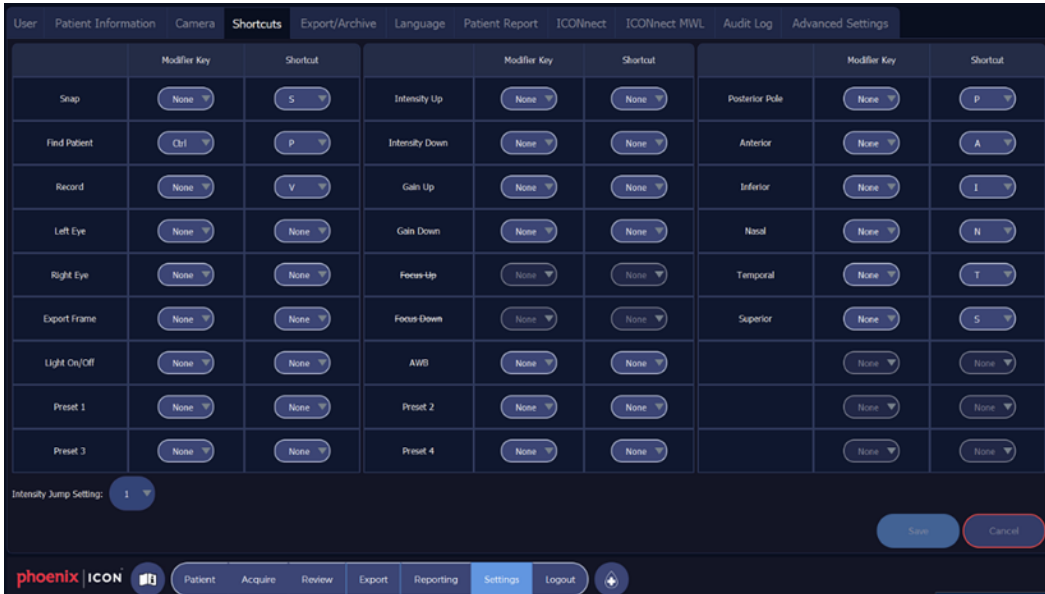 User Patient Information Camera Shortcuts Export/Archive Language Patient Report ICONnect ICONnect MWL Audit Log Advanced Settings
Modifier Key Shortcut Modifier Key Shortcut Modifier Key Shortcut
Snap None S Intensity Up None None Posterior Pole None P
Find Patient Ctrl P Intensity Down None None Anterior None A
Record None V Gain Up None None Inferior None I
Left Eye None None Gain Down None None Nasal None N
Right Eye None None Focus Up None None Temporal None T
Export Frame None None Focus Down None None Superior None S
Light On/Off None None AWB None None None None
Preset 1 None None Preset 2 None None None None
Preset 3 None None Preset 4 None None None None
Intensity Jump Setting: 1
Save Cancel
phoenix ICON Patient Acquire Review Export Reporting Settings Logout